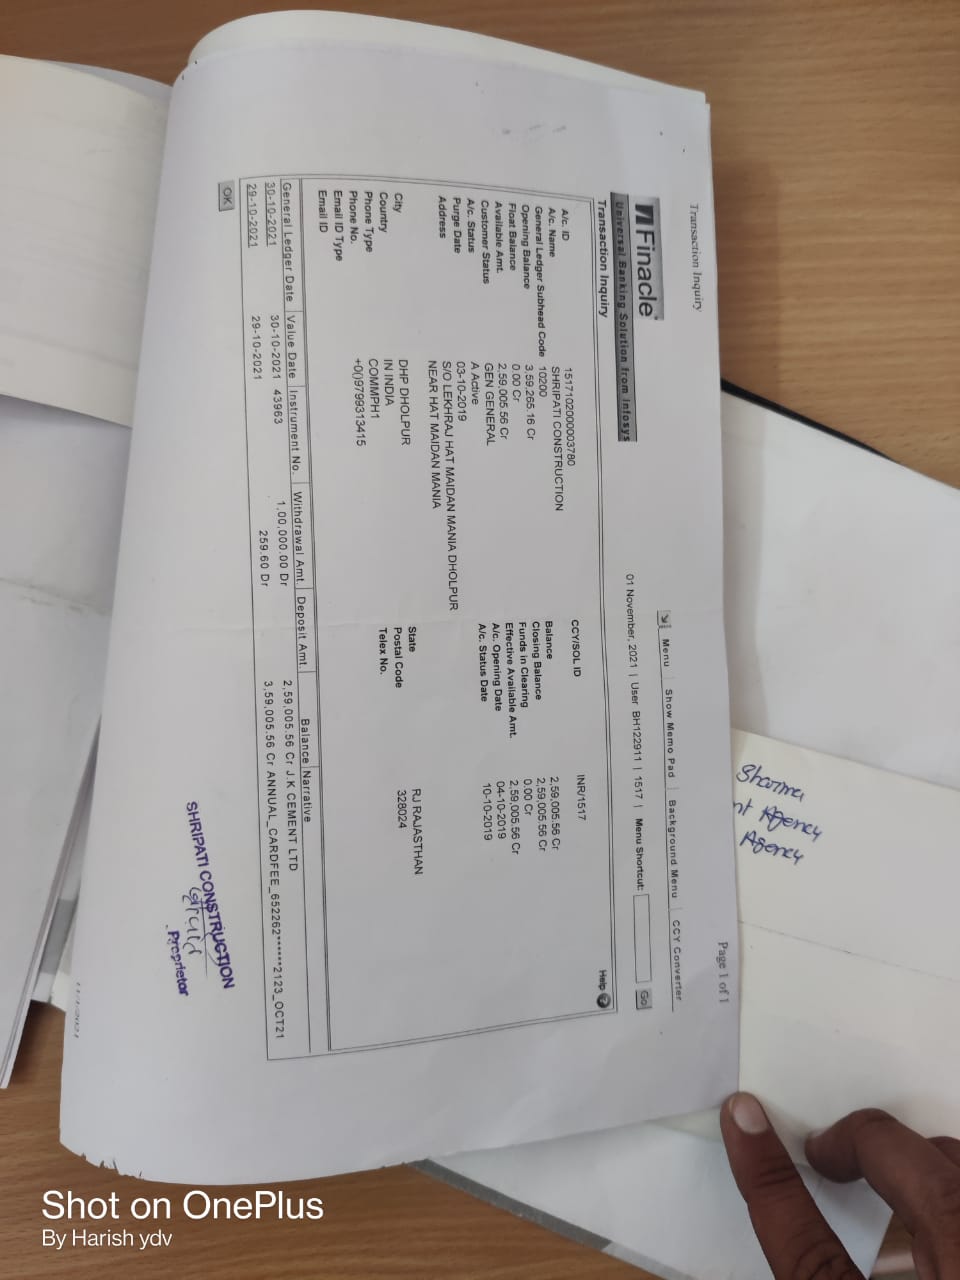 Transaction Inquiry
Page 1 of 1
Finacle
Universal Banking Solution from Infosys
Menu Show Memo Pad Background Menu CCY Converter
01 November, 2021 | User BH122911 | 1517 | Menu Shortcut: Go
Transaction Inquiry
Help ?
A/c. ID 1517102000003780 CCY/SOL ID INR/1517
A/c. Name SHRIPATI CONSTRUCTION
General Ledger Subhead Code 10200 Balance 2,59,005.56 Cr
Opening Balance 3,59,265.16 Cr Closing Balance 2,59,005.56 Cr
Float Balance 0.00 Cr Funds in Clearing 0.00 Cr
Available Amt. 2,59,005.56 Cr Effective Available Amt. 2,59,005.56 Cr
Customer Status GEN GENERAL A/c. Opening Date 04-10-2019
A/c. Status A Active A/c. Status Date 10-10-2019
Purge Date 03-10-2019
Address S/O LEKHRAJ HAT MAIDAN MANIA DHOLPUR
NEAR HAT MAIDAN MANIA
City DHP DHOLPUR State RJ RAJASTHAN
Country IN INDIA Postal Code 328024
Phone Type COMMPH1 Telex No.
Phone No. +0()9799313415
Email ID Type
Email ID
General Ledger Date Value Date Instrument No. Withdrawal Amt. Deposit Amt. Balance Narrative
30-10-2021 30-10-2021 43963 1,00,000.00 Dr 2,59,005.56 Cr J.K CEMENT LTD
29-10-2021 29-10-2021 259.60 Dr 3,59,005.56 Cr ANNUAL_CARDFEE_652262******2123_OCT21
OK
SHRIPATI CONSTRUCTION
Proprietor
11/1/2021
Sharma
nt Agency
Agency
Shot on OnePlus
By Harish ydv